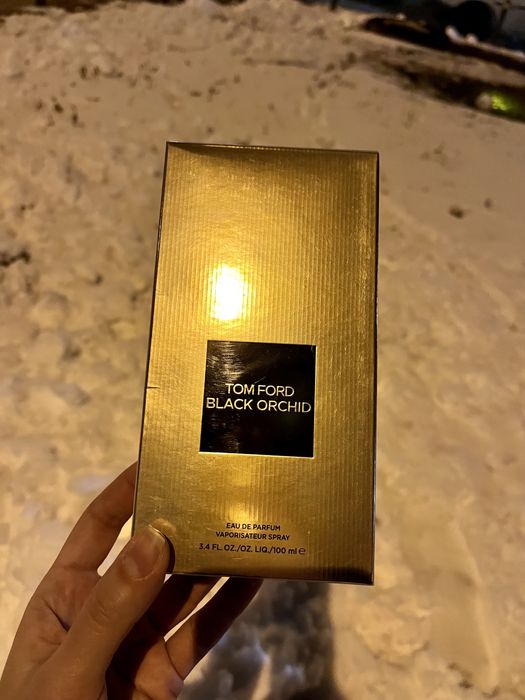 TOM FORD
BLACK ORCHID
EAU DE PARFUM
VAPORISATEUR SPRAY
3.4 FL. OZ./OZ. LIQ./100 ml ℮